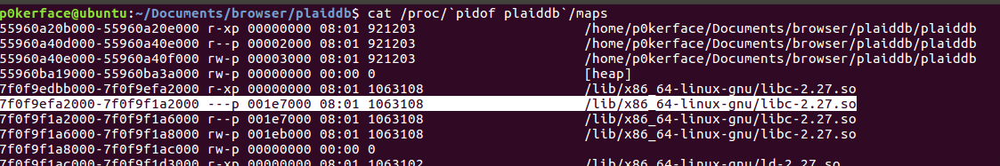 p0kerface@ubuntu:~/Documents/browser/plaiddb$ cat /proc/`pidof plaiddb`/maps
55960a20b000-55960a20e000 r-xp 00000000 08:01 921203 /home/p0kerface/Documents/browser/plaiddb/plaiddb
55960a40d000-55960a40e000 r--p 00002000 08:01 921203 /home/p0kerface/Documents/browser/plaiddb/plaiddb
55960a40e000-55960a40f000 rw-p 00003000 08:01 921203 /home/p0kerface/Documents/browser/plaiddb/plaiddb
55960ba19000-55960ba3a000 rw-p 00000000 00:00 0 [heap]
7f0f9edbb000-7f0f9efa2000 r-xp 00000000 08:01 1063108 /lib/x86_64-linux-gnu/libc-2.27.so
7f0f9efa2000-7f0f9f1a2000 ---p 001e7000 08:01 1063108 /lib/x86_64-linux-gnu/libc-2.27.so
7f0f9f1a2000-7f0f9f1a6000 r--p 001e7000 08:01 1063108 /lib/x86_64-linux-gnu/libc-2.27.so
7f0f9f1a6000-7f0f9f1a8000 rw-p 001eb000 08:01 1063108 /lib/x86_64-linux-gnu/libc-2.27.so
7f0f9f1a8000-7f0f9f1ac000 rw-p 00000000 00:00 0
7f0f9f1ac000-7f0f9f1d3000 r-xp 00000000 08:01 1063102 /lib/x86_64-linux-gnu/ld-2.27.so